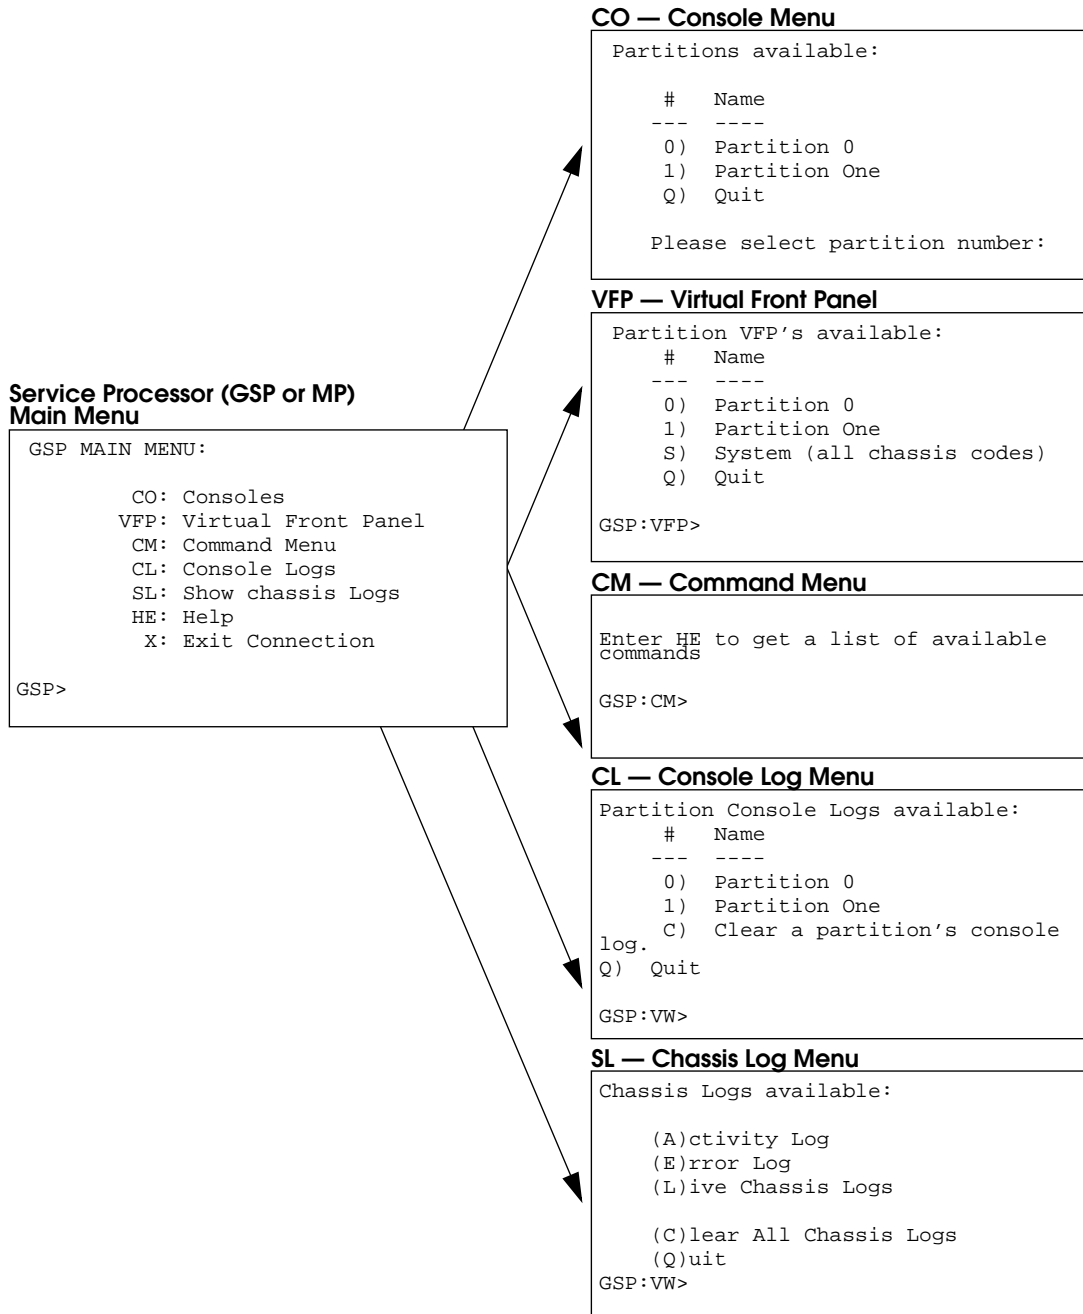 CO — Console Menu
Partitions available:
#   Name
---  ----
0)  Partition 0
1)  Partition One
Q)  Quit
Please select partition number:
VFP — Virtual Front Panel
Partition VFP's available:
#   Name
---  ----
0)  Partition 0
1)  Partition One
S)  System (all chassis codes)
Q)  Quit
GSP:VFP>
Service Processor (GSP or MP)
Main Menu
GSP MAIN MENU:
CO: Consoles
VFP: Virtual Front Panel
CM: Command Menu
CL: Console Logs
SL: Show chassis Logs
HE: Help
X: Exit Connection
GSP>
CM — Command Menu
Enter HE to get a list of available
commands
GSP:CM>
CL — Console Log Menu
Partition Console Logs available:
#   Name
---  ----
0)  Partition 0
1)  Partition One
C)  Clear a partition's console
log.
Q)  Quit
GSP:VW>
SL — Chassis Log Menu
Chassis Logs available:
(A)ctivity Log
(E)rror Log
(L)ive Chassis Logs
(C)lear All Chassis Logs
(Q)uit
GSP:VW>